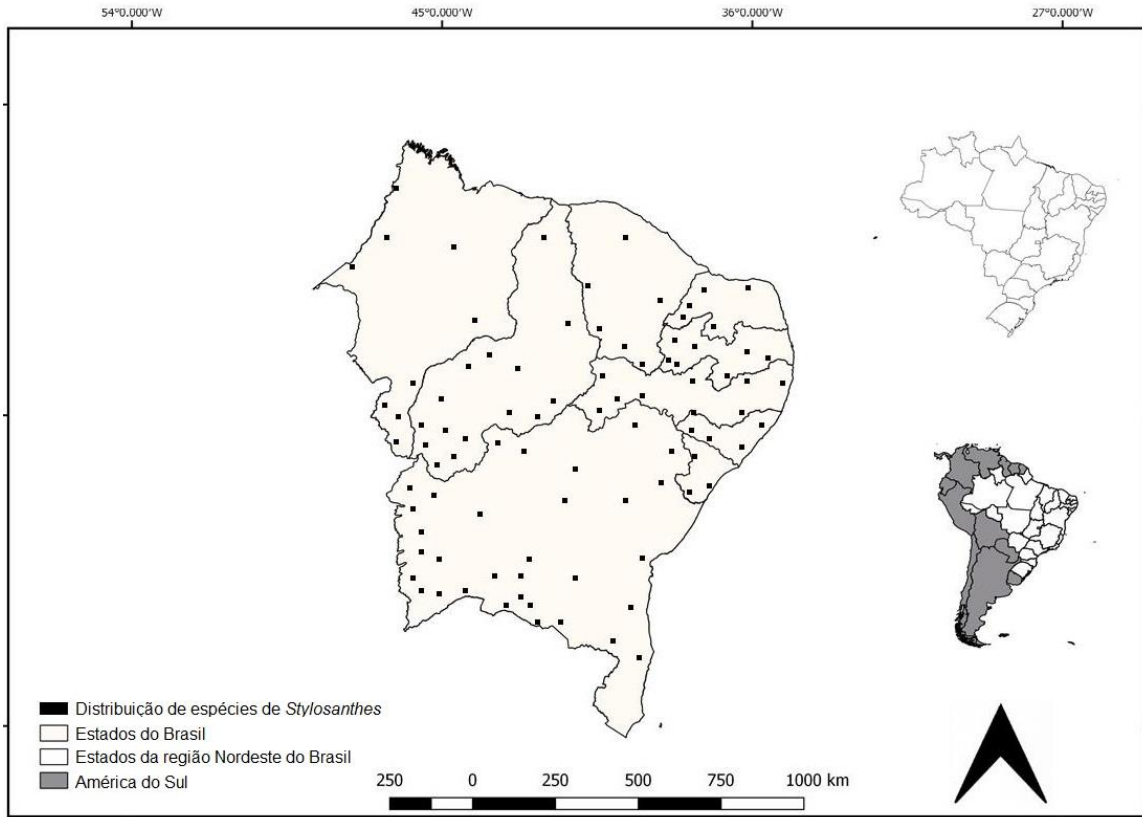 54°0.000'W 45°0.000'W 36°0.000'W 27°0.000'W
Distribuição de espécies de Stylosanthes
Estados do Brasil
Estados da região Nordeste do Brasil
América do Sul
250 0 250 500 750 1000 km